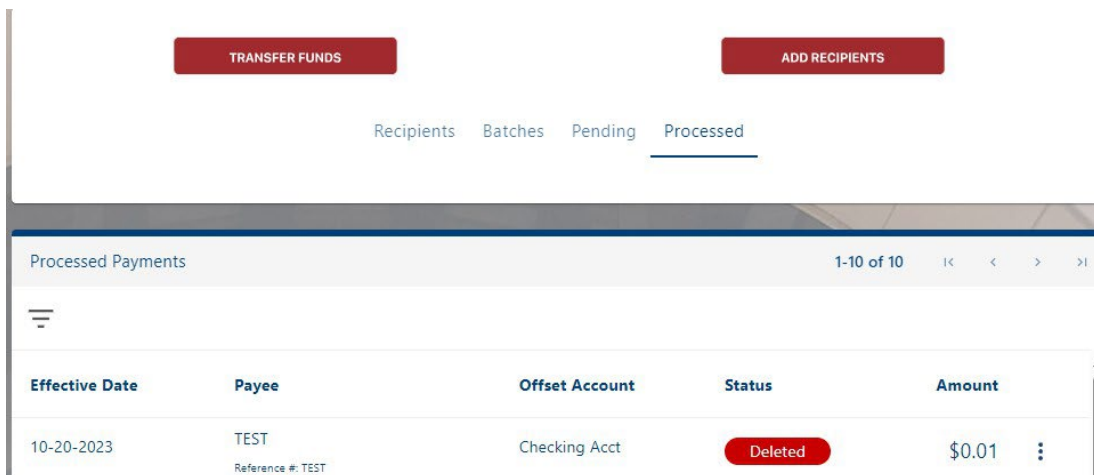 TRANSFER FUNDS ADD RECIPIENTS
Recipients Batches Pending Processed
Processed Payments 1-10 of 10
Effective Date Payee Offset Account Status Amount
10-20-2023 TEST Checking Acct Deleted $0.01
Reference #: TEST